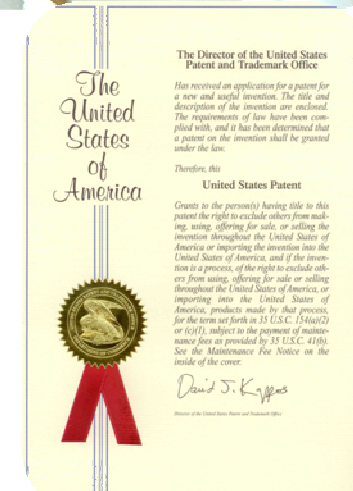 The
United
States
of
America
The Director of the United States
Patent and Trademark Office
Has received an application for a patent for
a new and useful invention. The title and
description of the invention are enclosed.
The requirements of law have been com-
plied with, and it has been determined that
a patent on the invention shall be granted
under the law.
Therefore, this
United States Patent
Grants to the person(s) having title to this
patent the right to exclude others from mak-
ing, using, offering for sale, or selling the
invention throughout the United States of
America or importing the invention into the
United States of America, and if the inven-
tion is a process, of the right to exclude oth-
ers from using, offering for sale or selling
throughout the United States of America, or
importing into the United States of
America, products made by that process,
for the term set forth in 35 U.S.C. 154(a)(2)
or (c)(1), subject to the payment of mainte-
nance fees as provided by 35 U.S.C. 41(b).
See the Maintenance Fee Notice on the
inside of the cover.
David J. Kappos
Director of the United States Patent and Trademark Office